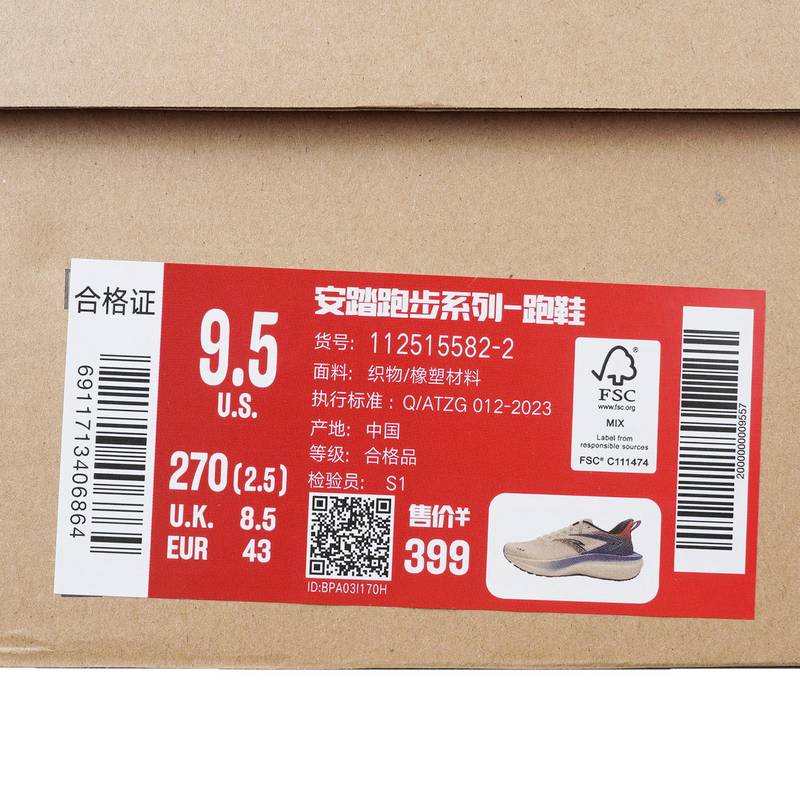 合格证
6911713406864
9.5
U.S.
270(2.5)
U.K. 8.5
EUR 43
安踏跑步系列-跑鞋
货号: 112515582-2
面料: 织物/橡塑材料
执行标准: Q/ATZG 012-2023
产地: 中国
等级: 合格品
检验员: S1
ID:BPA03I170H
售价¥
399
FSC
www.fsc.org
MIX
Label from
responsible sources
FSC® C111474
2000000009557